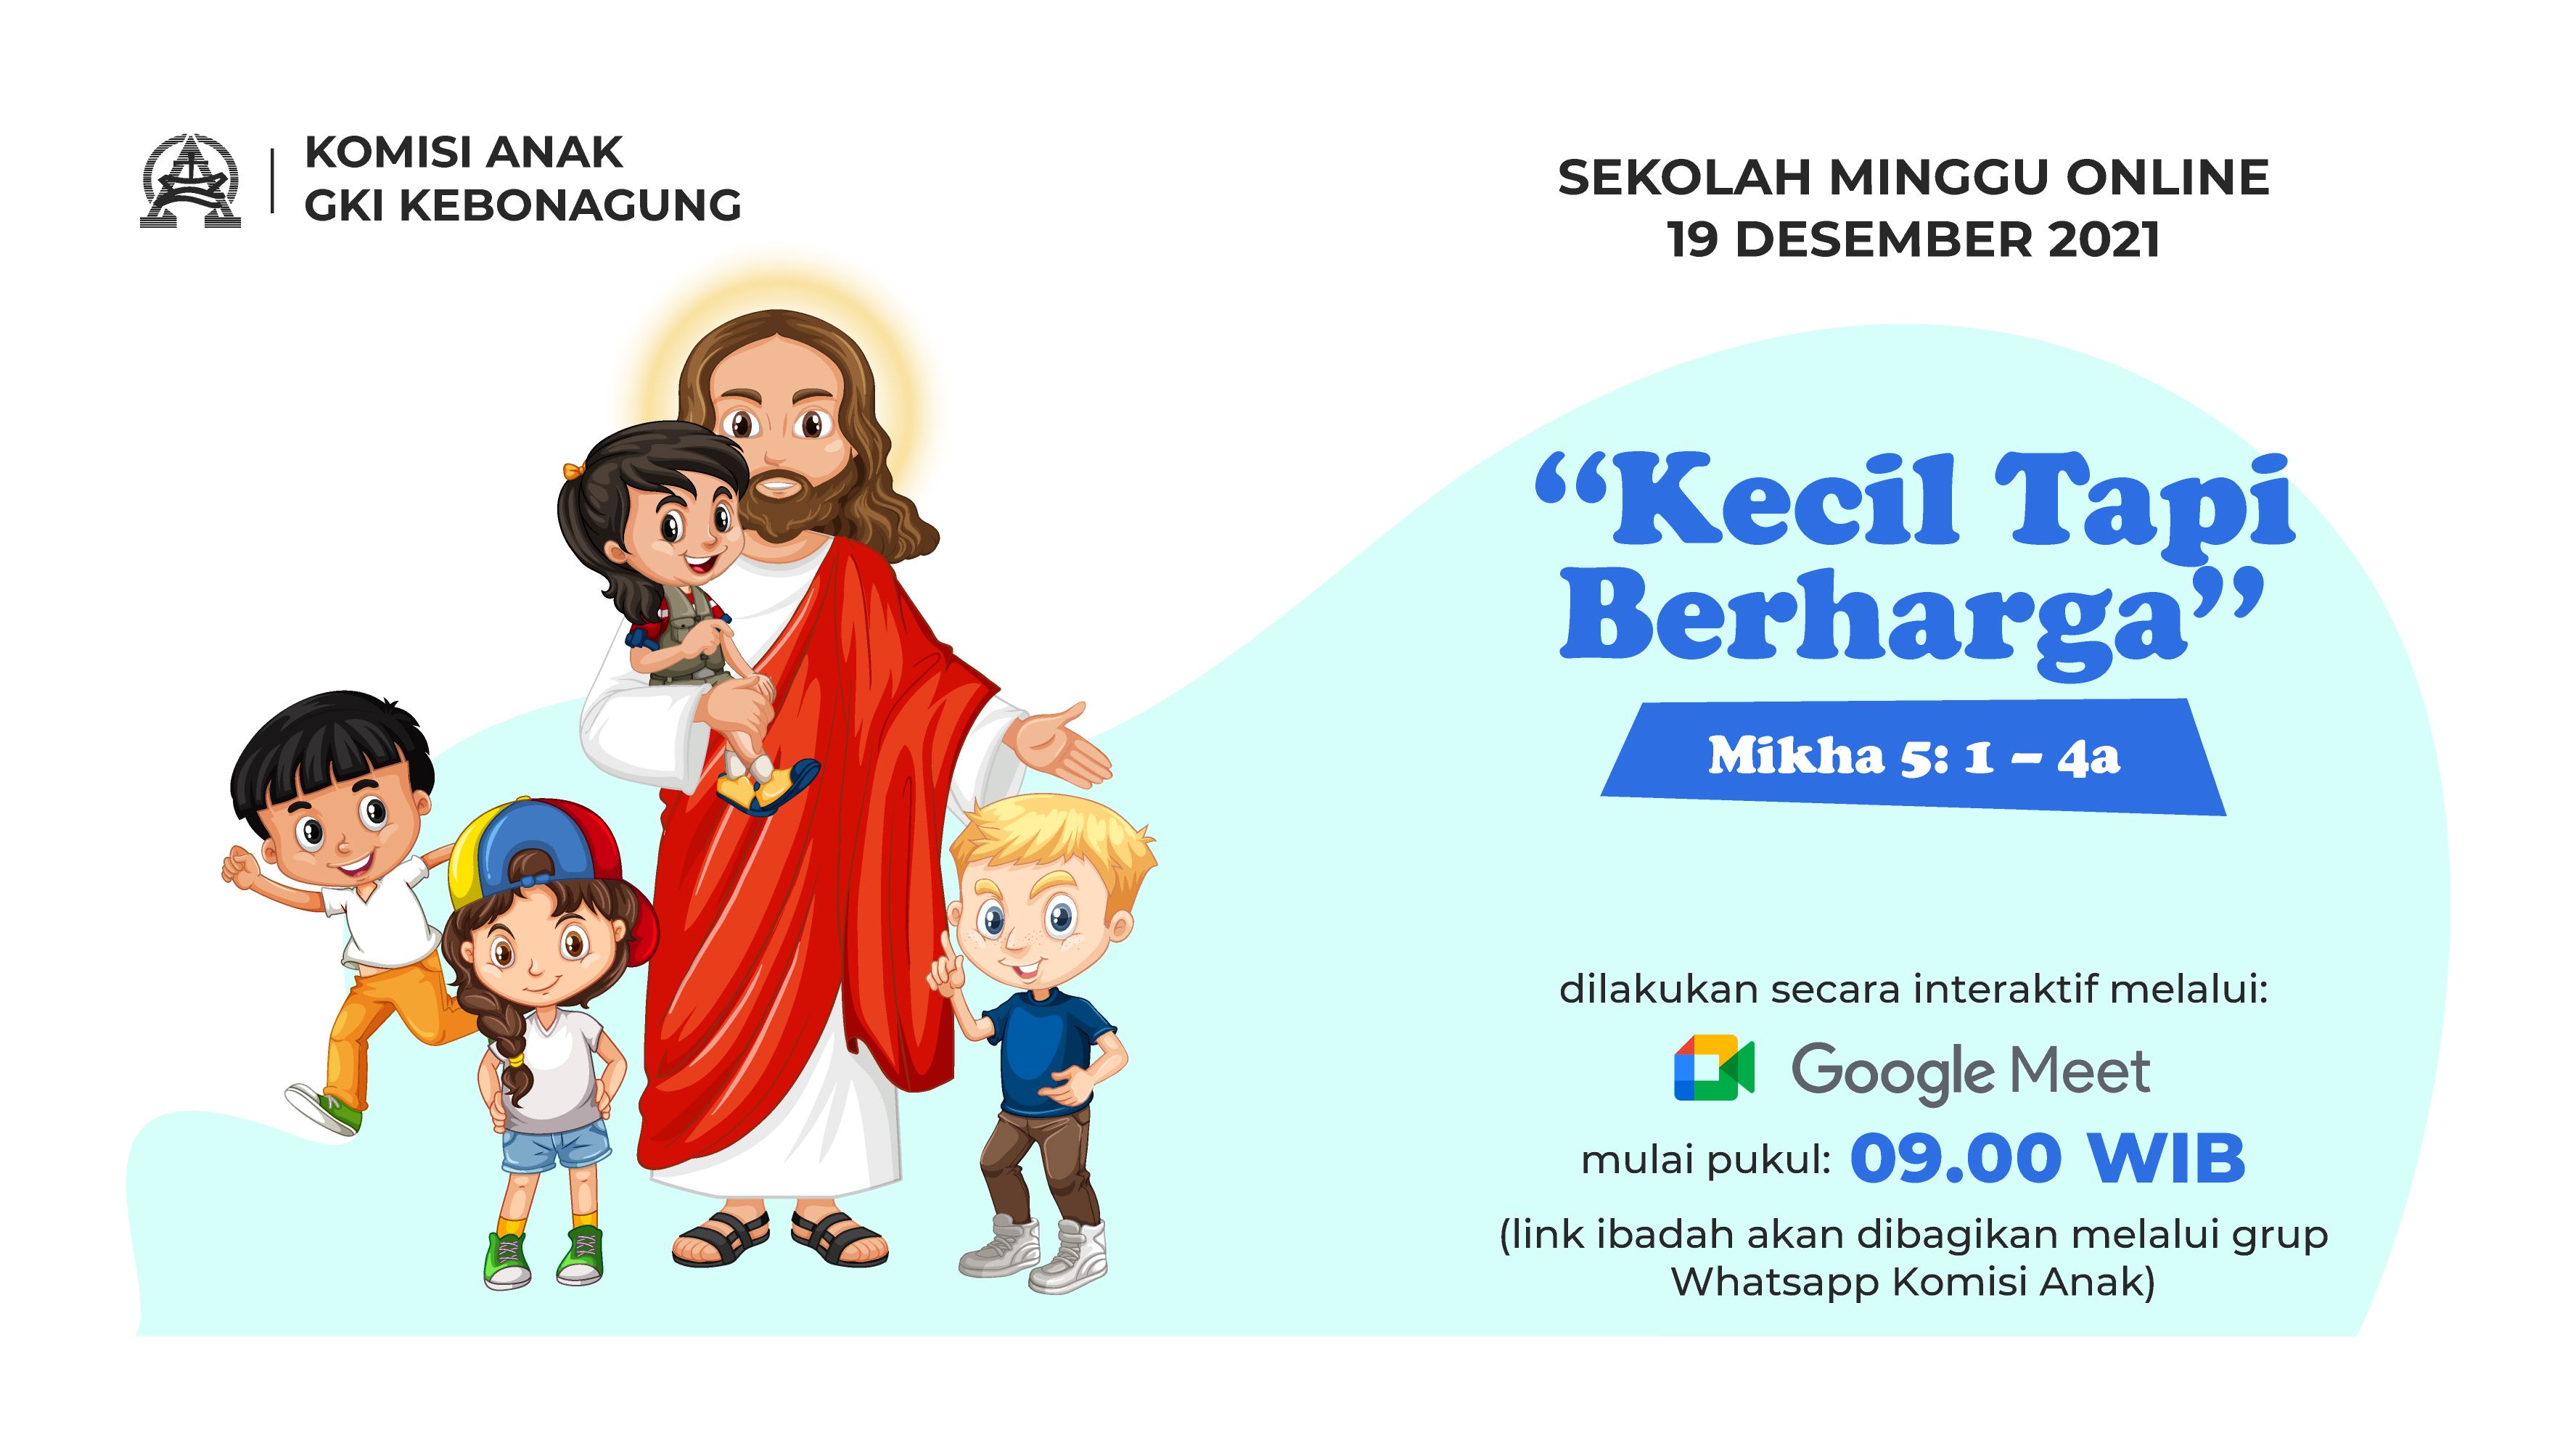 KOMISI ANAK
GKI KEBONAGUNG
SEKOLAH MINGGU ONLINE
19 DESEMBER 2021
“Kecil Tapi
Berharga”
Mikha 5: 1 – 4a
dilakukan secara interaktif melalui:
Google Meet
mulai pukul: 09.00 WIB
(link ibadah akan dibagikan melalui grup
Whatsapp Komisi Anak)